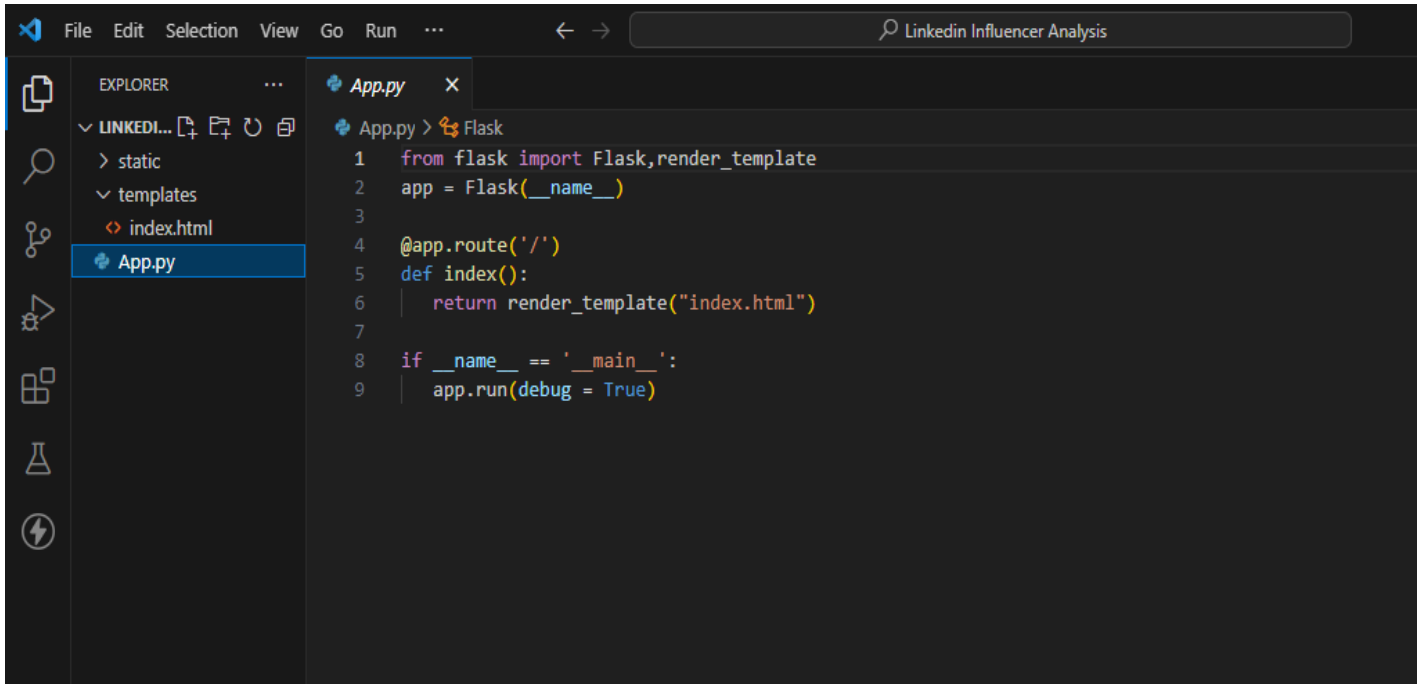 File Edit Selection View Go Run ··· ← → Linkedin Influencer Analysis
EXPLORER ···
LINKEDI...
> static
templates
<> index.html
App.py
App.py ×
App.py > Flask
1 from flask import Flask,render_template
2 app = Flask(__name__)
3
4 @app.route('/')
5 def index():
6 return render_template("index.html")
7
8 if __name__ == '__main__':
9 app.run(debug = True)